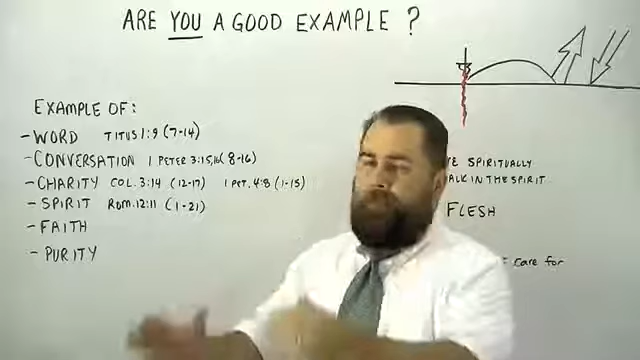 ARE YOU A GOOD EXAMPLE ?
EXAMPLE OF:
- WORD TITUS 1:9 (7-14)
- CONVERSATION 1 PETER 3:15,16 (8-16)
- CHARITY COL. 3:14 (12-17) 1 PET. 4:8 (1-15)
- SPIRIT ROM. 12:11 (1-21)
- FAITH
- PURITY
SPIRITUALLY
IN THE SPIRIT
FLESH
care for